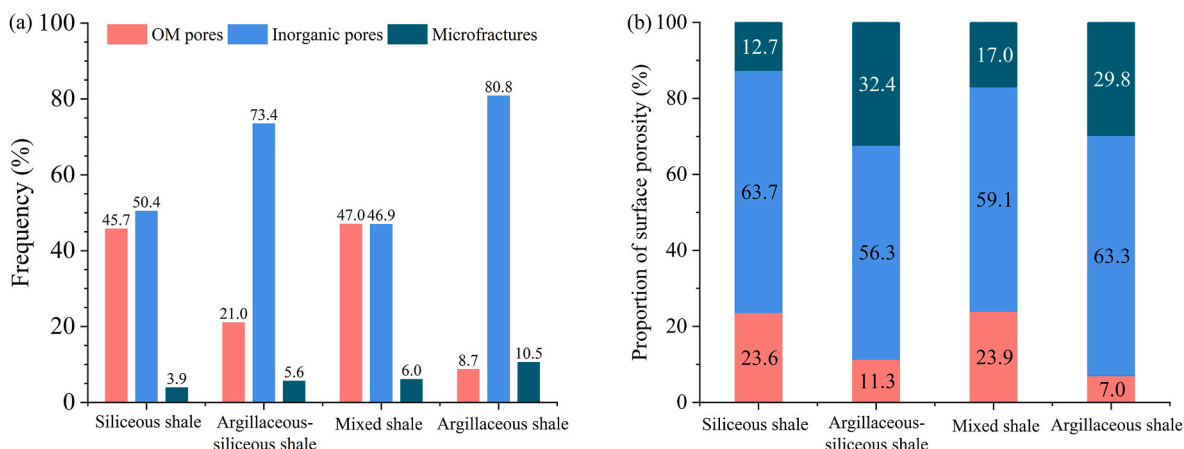 (a)
OM pores Inorganic pores Microfractures
Frequency (%)
100
80
60
40
20
0
45.7 50.4 3.9
21.0 73.4 5.6
47.0 46.9 6.0
8.7 80.8 10.5
Siliceous shale
Argillaceous-
siliceous shale
Mixed shale
Argillaceous shale
(b)
Proportion of surface porosity (%)
100
80
60
40
20
0
12.7
63.7
23.6
32.4
56.3
11.3
17.0
59.1
23.9
29.8
63.3
7.0
Siliceous shale
Argillaceous-
siliceous shale
Mixed shale
Argillaceous shale